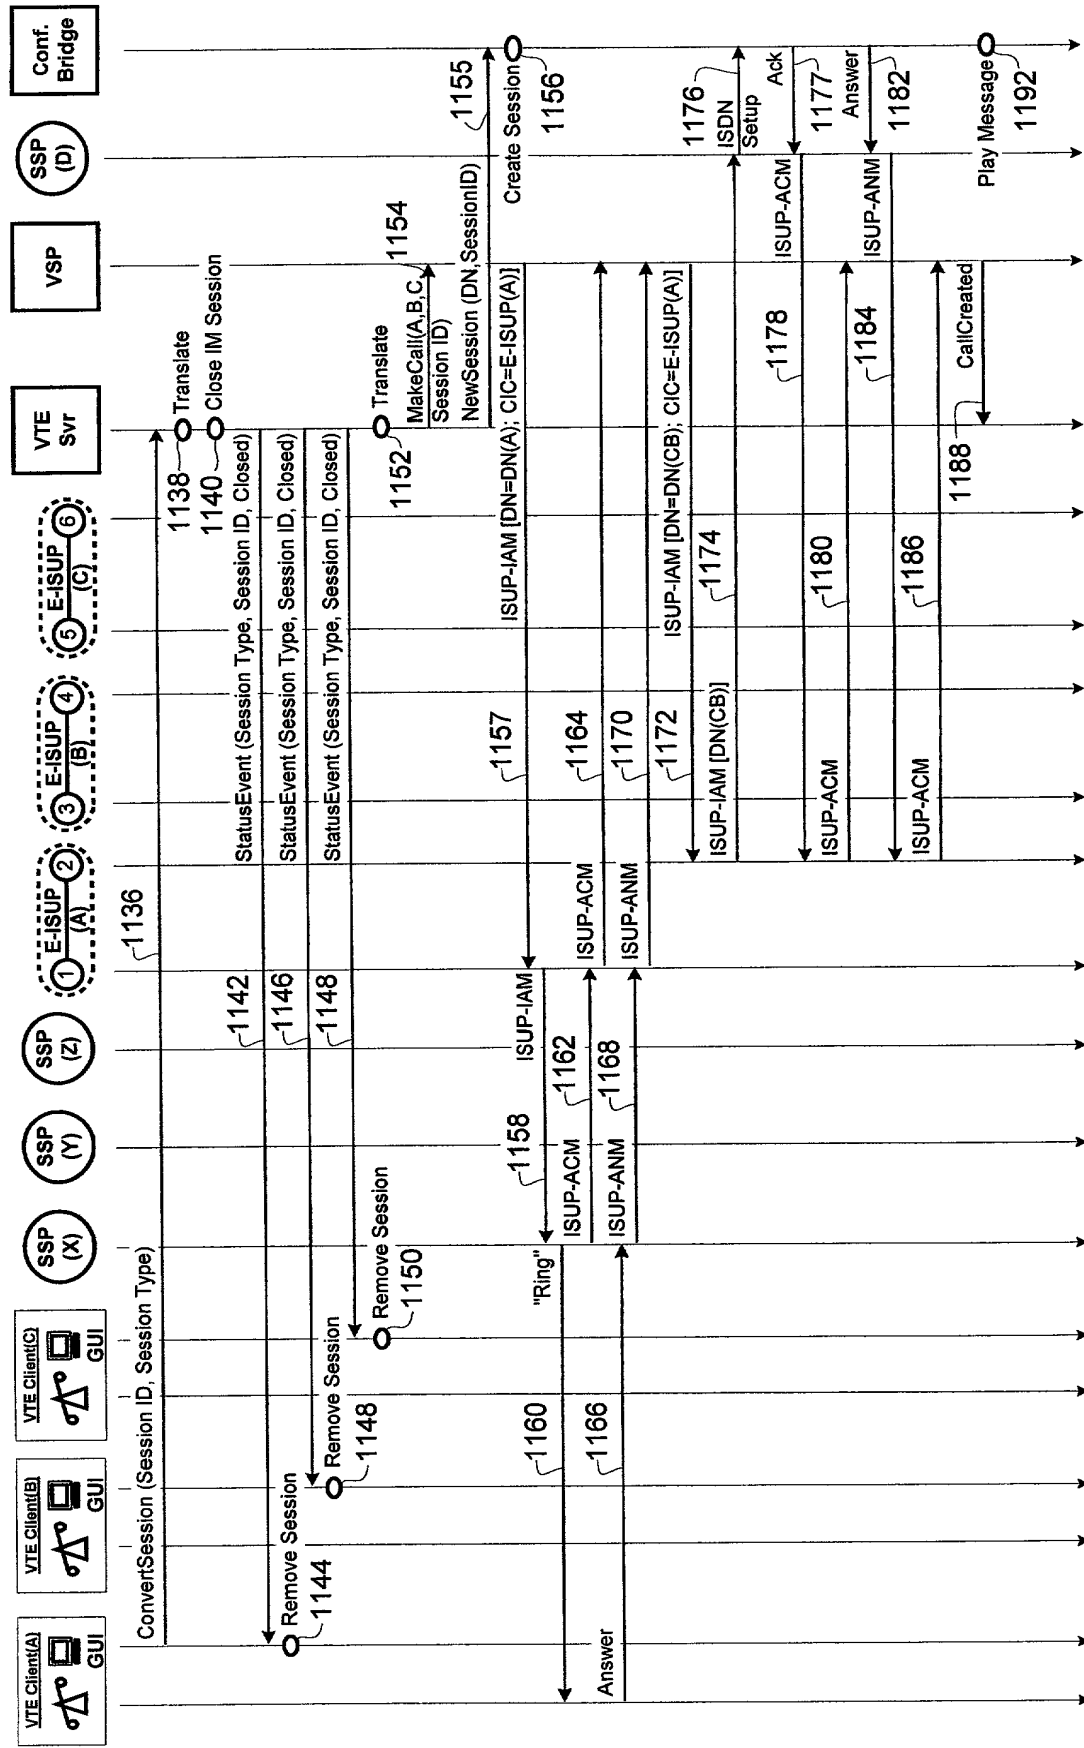 VTE Client(A)
GUI
VTE Client(B)
GUI
VTE Client(C)
GUI
SSP
(X)
SSP
(Y)
SSP
(Z)
1
E-ISUP
(A)
2
3
E-ISUP
(B)
4
5
E-ISUP
(C)
6
VTE
Svr
VSP
SSP
(D)
Conf.
Bridge
ConvertSession (Session ID, Session Type)
1136
Translate
1138
Close IM Session
1140
StatusEvent (Session Type, Session ID, Closed)
1142
Remove Session
1144
StatusEvent (Session Type, Session ID, Closed)
1146
Remove Session
1148
StatusEvent (Session Type, Session ID, Closed)
1148
Remove Session
1150
Translate
1152
MakeCall(A,B,C,
Session ID)
1154
NewSession (DN,SessionID)
1155
Create Session
1156
ISUP-IAM [DN=DN(A); CIC=E-ISUP(A)]
1157
ISUP-IAM
1158
"Ring"
1160
ISUP-ACM
1162
ISUP-ACM
1164
Answer
1166
ISUP-ANM
1168
ISUP-ANM
1170
ISUP-IAM [DN=DN(CB); CIC=E-ISUP(A)]
1172
ISUP-IAM [DN(CB)]
1174
ISDN
Setup
1176
Ack
1177
ISUP-ACM
1178
ISUP-ACM
1180
Answer
1182
ISUP-ANM
1184
ISUP-ACM
1186
CallCreated
1188
Play Message
1192